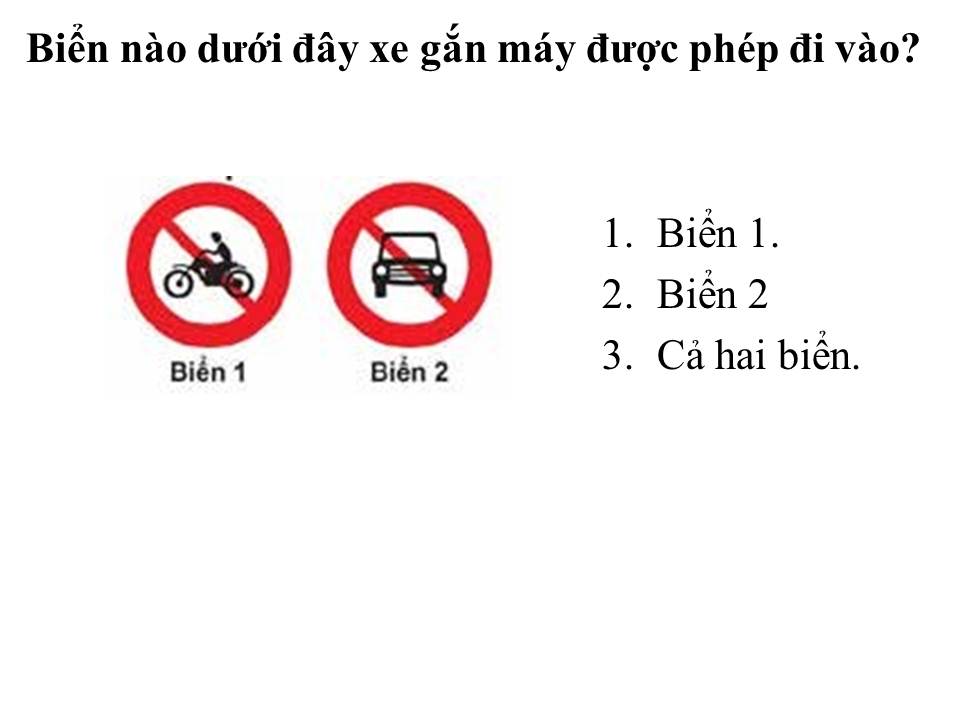 Biển nào dưới đây xe gắn máy được phép đi vào?
1. Biển 1.
2. Biển 2
3. Cả hai biển.
Biển 1
Biển 2